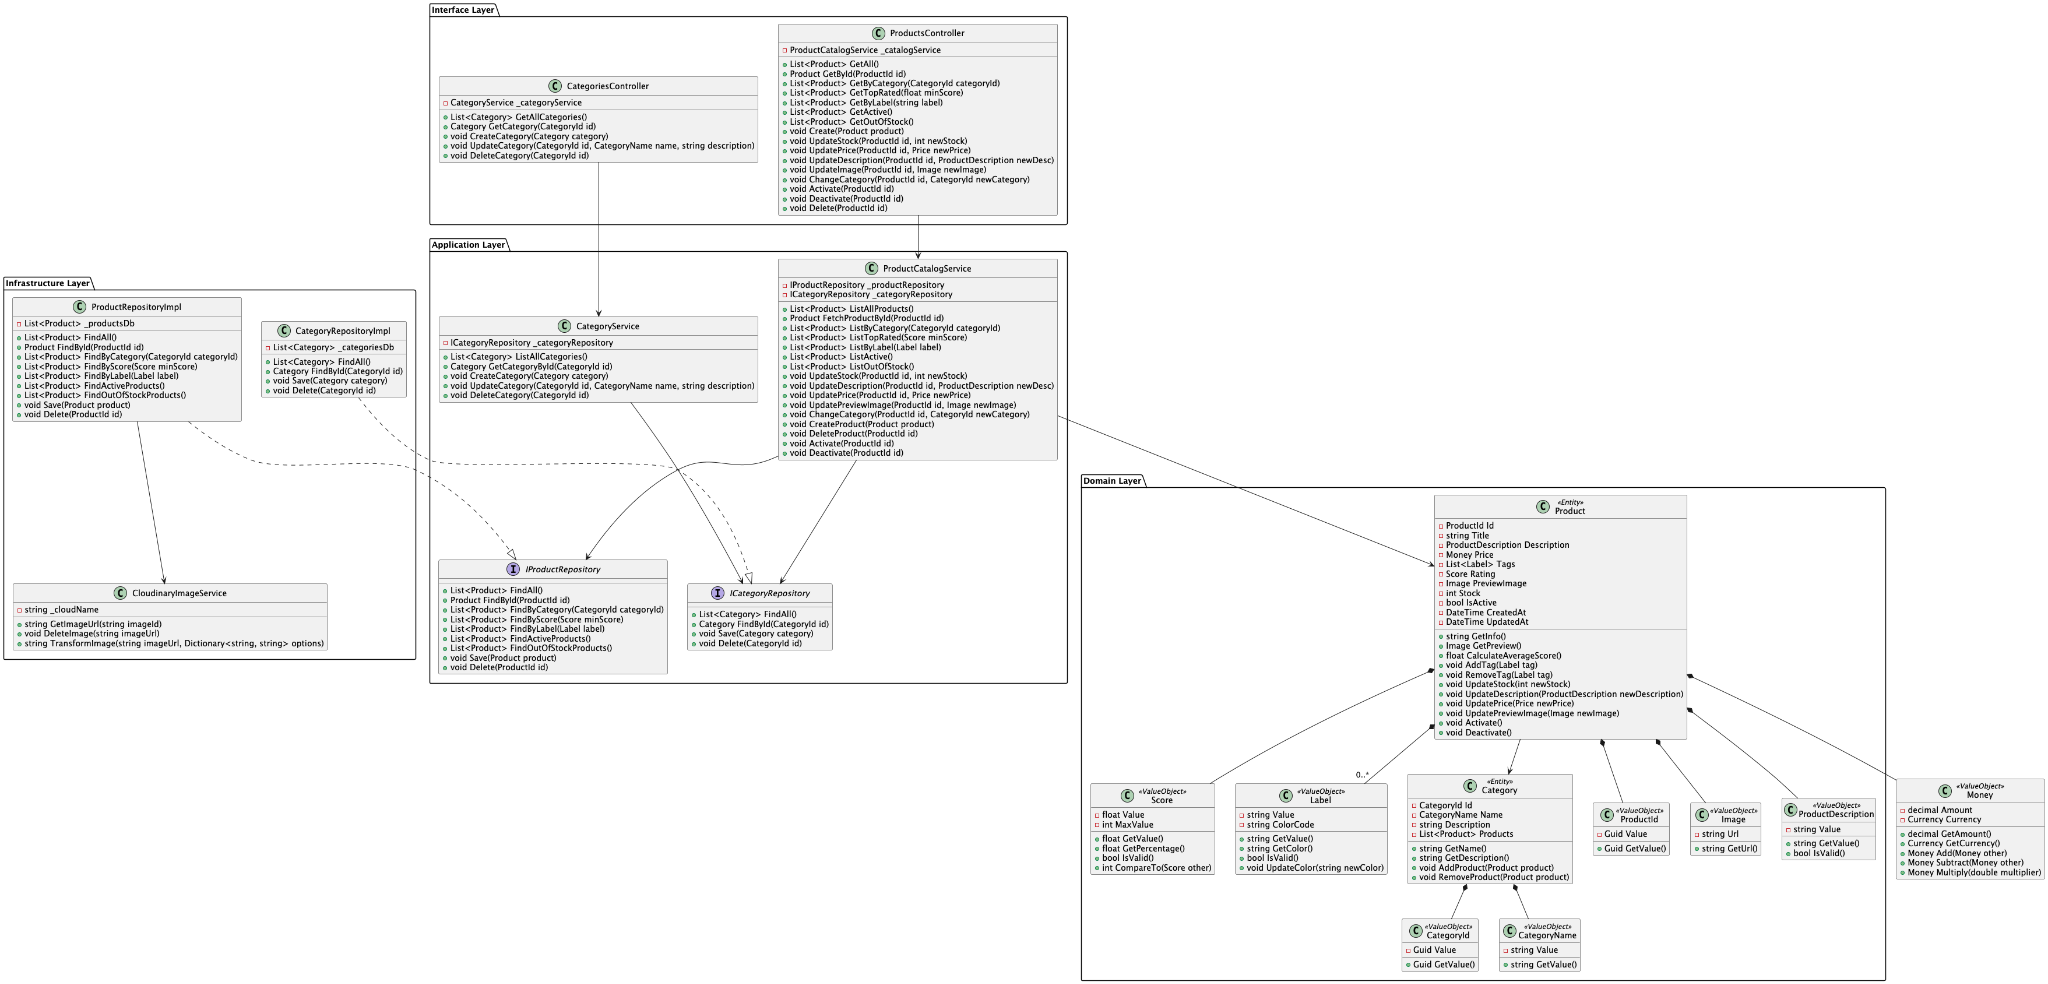 Interface Layer
C ProductsController
ProductCatalogService _catalogService
List<Product> GetAll()
Product GetById(ProductId id)
List<Product> GetByCategory(CategoryId categoryId)
List<Product> GetTopRated(float minScore)
List<Product> GetByLabel(string label)
List<Product> GetActive()
List<Product> GetOutOfStock()
void Create(Product product)
void UpdateStock(ProductId id, int newStock)
void UpdatePrice(ProductId id, Price newPrice)
void UpdateDescription(ProductId id, ProductDescription newDesc)
void UpdateImage(ProductId id, Image newImage)
void ChangeCategory(ProductId id, CategoryId newCategory)
void Activate(ProductId id)
void Deactivate(ProductId id)
void Delete(ProductId id)
C CategoriesController
CategoryService _categoryService
List<Category> GetAllCategories()
Category GetCategory(CategoryId id)
void CreateCategory(Category category)
void UpdateCategory(CategoryId id, CategoryName name, string description)
void DeleteCategory(CategoryId id)
Application Layer
C ProductCatalogService
IProductRepository _productRepository
ICategoryRepository _categoryRepository
List<Product> ListAllProducts()
Product FetchProductById(ProductId id)
List<Product> ListByCategory(CategoryId categoryId)
List<Product> ListTopRated(Score minScore)
List<Product> ListByLabel(Label label)
List<Product> ListActive()
List<Product> ListOutOfStock()
void UpdateStock(ProductId id, int newStock)
void UpdateDescription(ProductId id, ProductDescription newDesc)
void UpdatePrice(ProductId id, Price newPrice)
void UpdatePreviewImage(ProductId id, Image newImage)
void ChangeCategory(ProductId id, CategoryId newCategory)
void CreateProduct(Product product)
void DeleteProduct(ProductId id)
void Activate(ProductId id)
void Deactivate(ProductId id)
C CategoryService
ICategoryRepository _categoryRepository
List<Category> ListAllCategories()
Category GetCategoryById(CategoryId id)
void CreateCategory(Category category)
void UpdateCategory(CategoryId id, CategoryName name, string description)
void DeleteCategory(CategoryId id)
I IProductRepository
List<Product> FindAll()
Product FindById(ProductId id)
List<Product> FindByCategory(CategoryId categoryId)
List<Product> FindByScore(Score minScore)
List<Product> FindByLabel(Label label)
List<Product> FindActiveProducts()
List<Product> FindOutOfStockProducts()
void Save(Product product)
void Delete(ProductId id)
I ICategoryRepository
List<Category> FindAll()
Category FindById(CategoryId id)
void Save(Category category)
void Delete(CategoryId id)
Infrastructure Layer
C ProductRepositoryImpl
List<Product> _productsDb
List<Product> FindAll()
Product FindById(ProductId id)
List<Product> FindByCategory(CategoryId categoryId)
List<Product> FindByScore(Score minScore)
List<Product> FindByLabel(Label label)
List<Product> FindActiveProducts()
List<Product> FindOutOfStockProducts()
void Save(Product product)
void Delete(ProductId id)
C CategoryRepositoryImpl
List<Category> _categoriesDb
List<Category> FindAll()
Category FindById(CategoryId id)
void Save(Category category)
void Delete(CategoryId id)
C CloudinaryImageService
string _cloudName
string GetImageUrl(string imageId)
void DeleteImage(string imageUrl)
string TransformImage(string imageUrl, Dictionary<string, string> options)
Domain Layer
C «Entity»
Product
ProductId Id
string Title
ProductDescription Description
Money Price
List<Label> Tags
Score Rating
Image PreviewImage
int Stock
bool IsActive
DateTime CreatedAt
DateTime UpdatedAt
string GetInfo()
Image GetPreview()
float CalculateAverageScore()
void AddTag(Label tag)
void RemoveTag(Label tag)
void UpdateStock(int newStock)
void UpdateDescription(ProductDescription newDescription)
void UpdatePrice(Price newPrice)
void UpdatePreviewImage(Image newImage)
void Activate()
void Deactivate()
0..*
C «ValueObject»
Score
float Value
int MaxValue
float GetValue()
float GetPercentage()
bool IsValid()
int CompareTo(Score other)
C «ValueObject»
Label
string Value
string ColorCode
string GetValue()
string GetColor()
bool IsValid()
void UpdateColor(string newColor)
C «Entity»
Category
CategoryId Id
CategoryName Name
string Description
List<Product> Products
string GetName()
string GetDescription()
void AddProduct(Product product)
void RemoveProduct(Product product)
C «ValueObject»
ProductId
Guid Value
Guid GetValue()
C «ValueObject»
Image
string Url
string GetUrl()
C «ValueObject»
ProductDescription
string Value
string GetValue()
bool IsValid()
C «ValueObject»
Money
decimal Amount
Currency Currency
decimal GetAmount()
Currency GetCurrency()
Money Add(Money other)
Money Subtract(Money other)
Money Multiply(double multiplier)
C «ValueObject»
CategoryId
Guid Value
Guid GetValue()
C «ValueObject»
CategoryName
string Value
string GetValue()